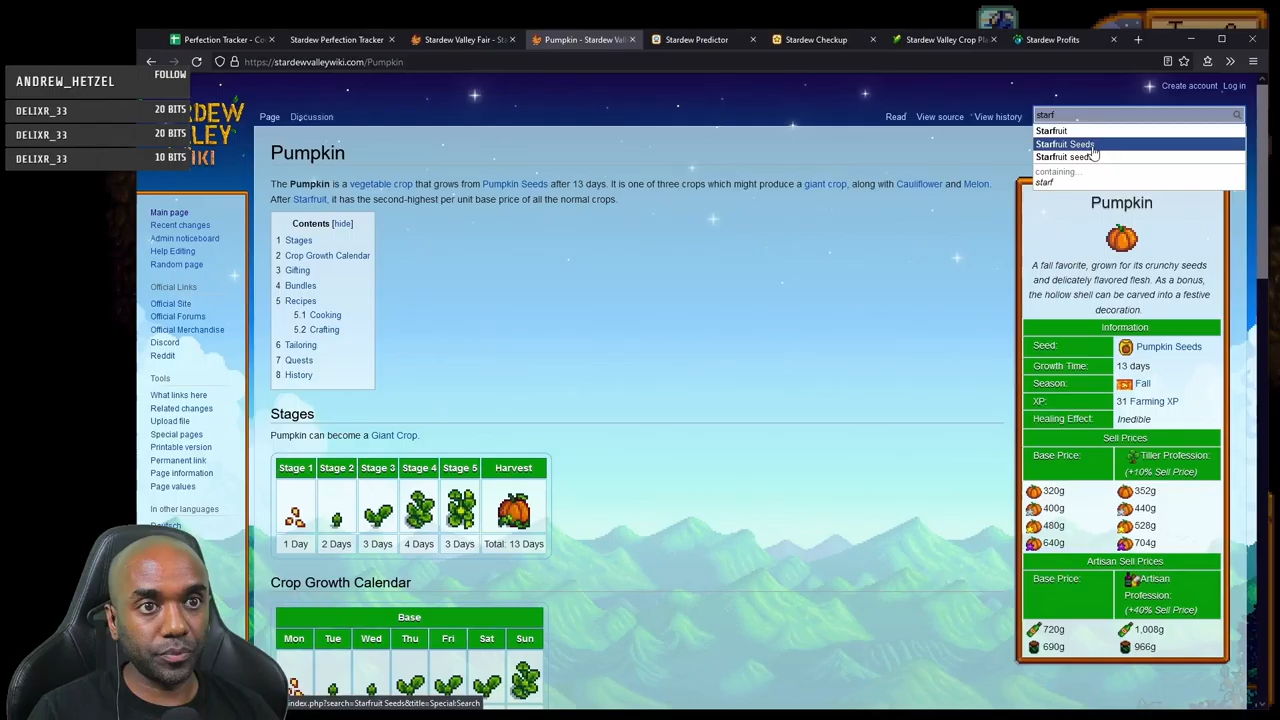 Perfection Tracker - Co
Stardew Perfection Tracker
Stardew Valley Fair - Sta
Pumpkin - Stardew Val
Stardew Predictor
Stardew Checkup
Stardew Valley Crop Pla
Stardew Profits
https://stardewvalleywiki.com/Pumpkin
ANDREW_HETZEL FOLLOW
DELIXR_33 20 BITS
DELIXR_33 20 BITS
DELIXR_33 10 BITS
RDEW
VALLEY
IKI
Create account Log in
Page Discussion Read View source View history
starf
Starfruit
Starfruit Seeds
Starfruit seeds
containing...
starf
Main page
Recent changes
Admin noticeboard
Help Editing
Random page
Official Links
Official Site
Official Forums
Official Merchandise
Discord
Reddit
Tools
What links here
Related changes
Upload file
Special pages
Printable version
Permanent link
Page information
Page values
In other languages
Deutsch
Pumpkin
The Pumpkin is a vegetable crop that grows from Pumpkin Seeds after 13 days. It is one of three crops which might produce a giant crop, along with Cauliflower and Melon.
After Starfruit, it has the second-highest per unit base price of all the normal crops.
Contents [hide]
1 Stages
2 Crop Growth Calendar
3 Gifting
4 Bundles
5 Recipes
5.1 Cooking
5.2 Crafting
6 Tailoring
7 Quests
8 History
Stages
Pumpkin can become a Giant Crop.
Stage 1 Stage 2 Stage 3 Stage 4 Stage 5 Harvest
1 Day 2 Days 3 Days 4 Days 3 Days Total: 13 Days
Crop Growth Calendar
Base
Mon Tue Wed Thu Fri Sat Sun
index.php?search=Starfruit Seeds&title=Special:Search
Pumpkin
A fall favorite, grown for its crunchy seeds
and delicately flavored flesh. As a bonus,
the hollow shell can be carved into a festive
decoration.
Information
Seed: Pumpkin Seeds
Growth Time: 13 days
Season: Fall
XP: 31 Farming XP
Healing Effect: Inedible
Sell Prices
Base Price: Tiller Profession:
(+10% Sell Price)
320g 352g
400g 440g
480g 528g
640g 704g
Artisan Sell Prices
Base Price: Artisan
Profession:
(+40% Sell Price)
720g 1,008g
690g 966g